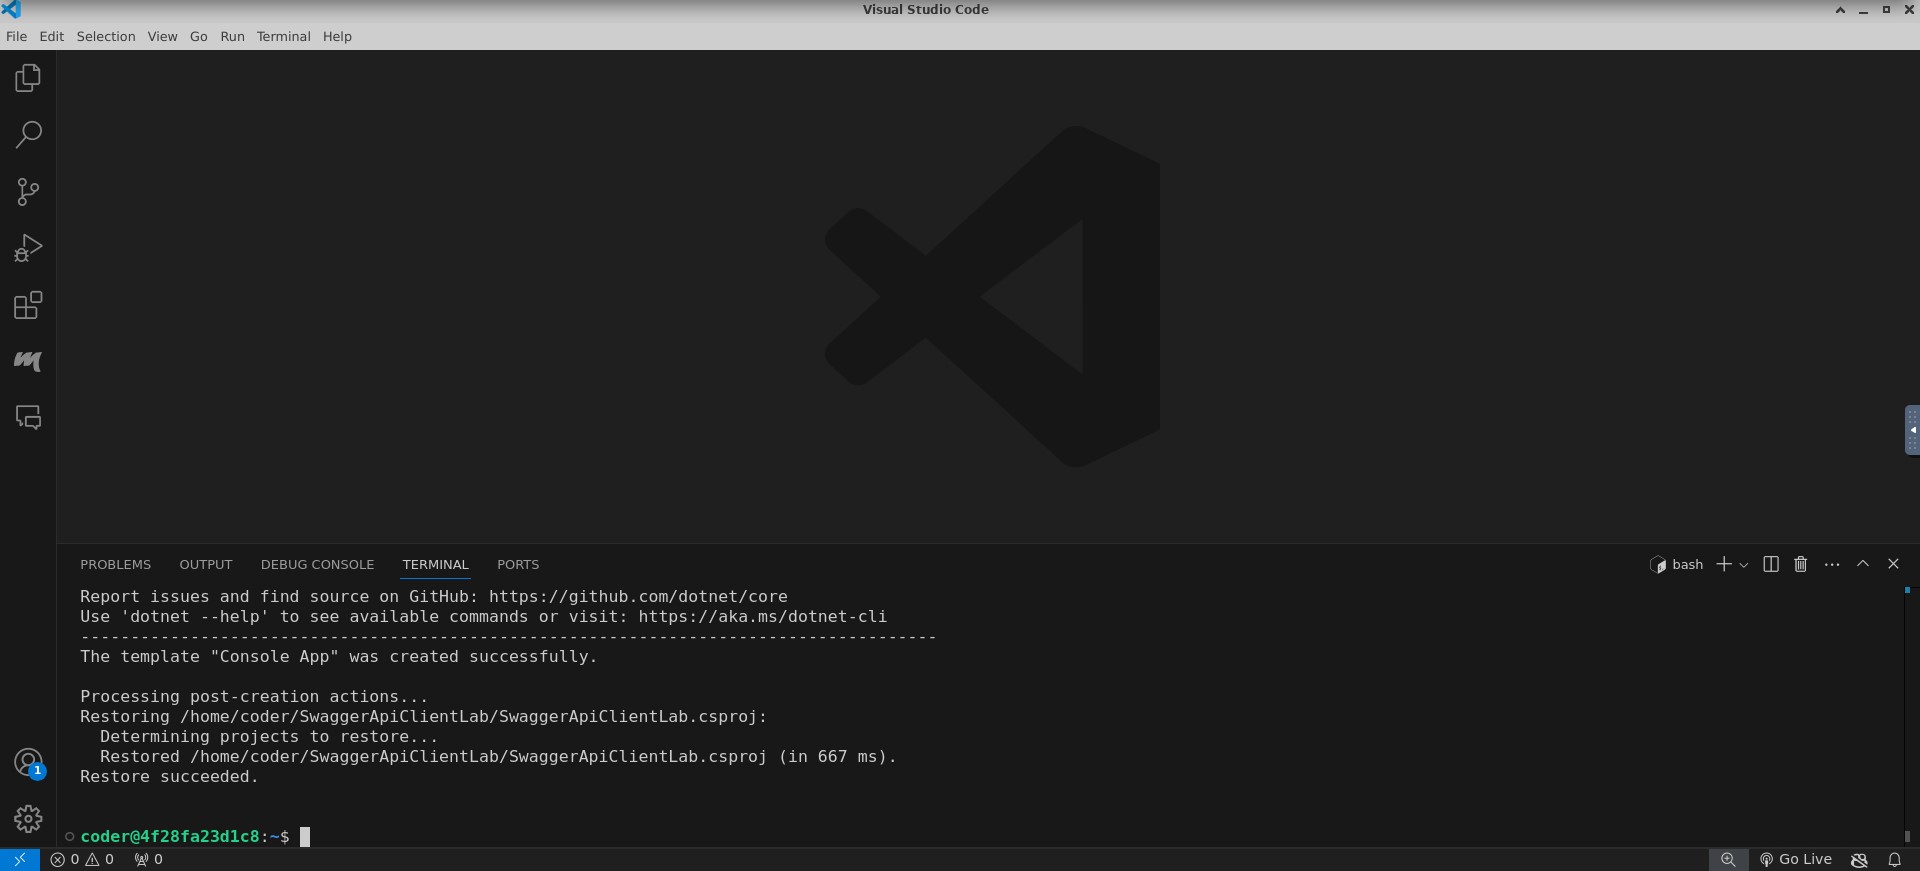 Visual Studio Code
File Edit Selection View Go Run Terminal Help
PROBLEMS OUTPUT DEBUG CONSOLE TERMINAL PORTS bash
Report issues and find source on GitHub: https://github.com/dotnet/core
Use 'dotnet --help' to see available commands or visit: https://aka.ms/dotnet-cli
--------------------------------------------------------------------------------------
The template "Console App" was created successfully.
Processing post-creation actions...
Restoring /home/coder/SwaggerApiClientLab/SwaggerApiClientLab.csproj:
Determining projects to restore...
Restored /home/coder/SwaggerApiClientLab/SwaggerApiClientLab.csproj (in 667 ms).
Restore succeeded.
1
coder@4f28fa23d1c8:~$
0 0 0 Go Live